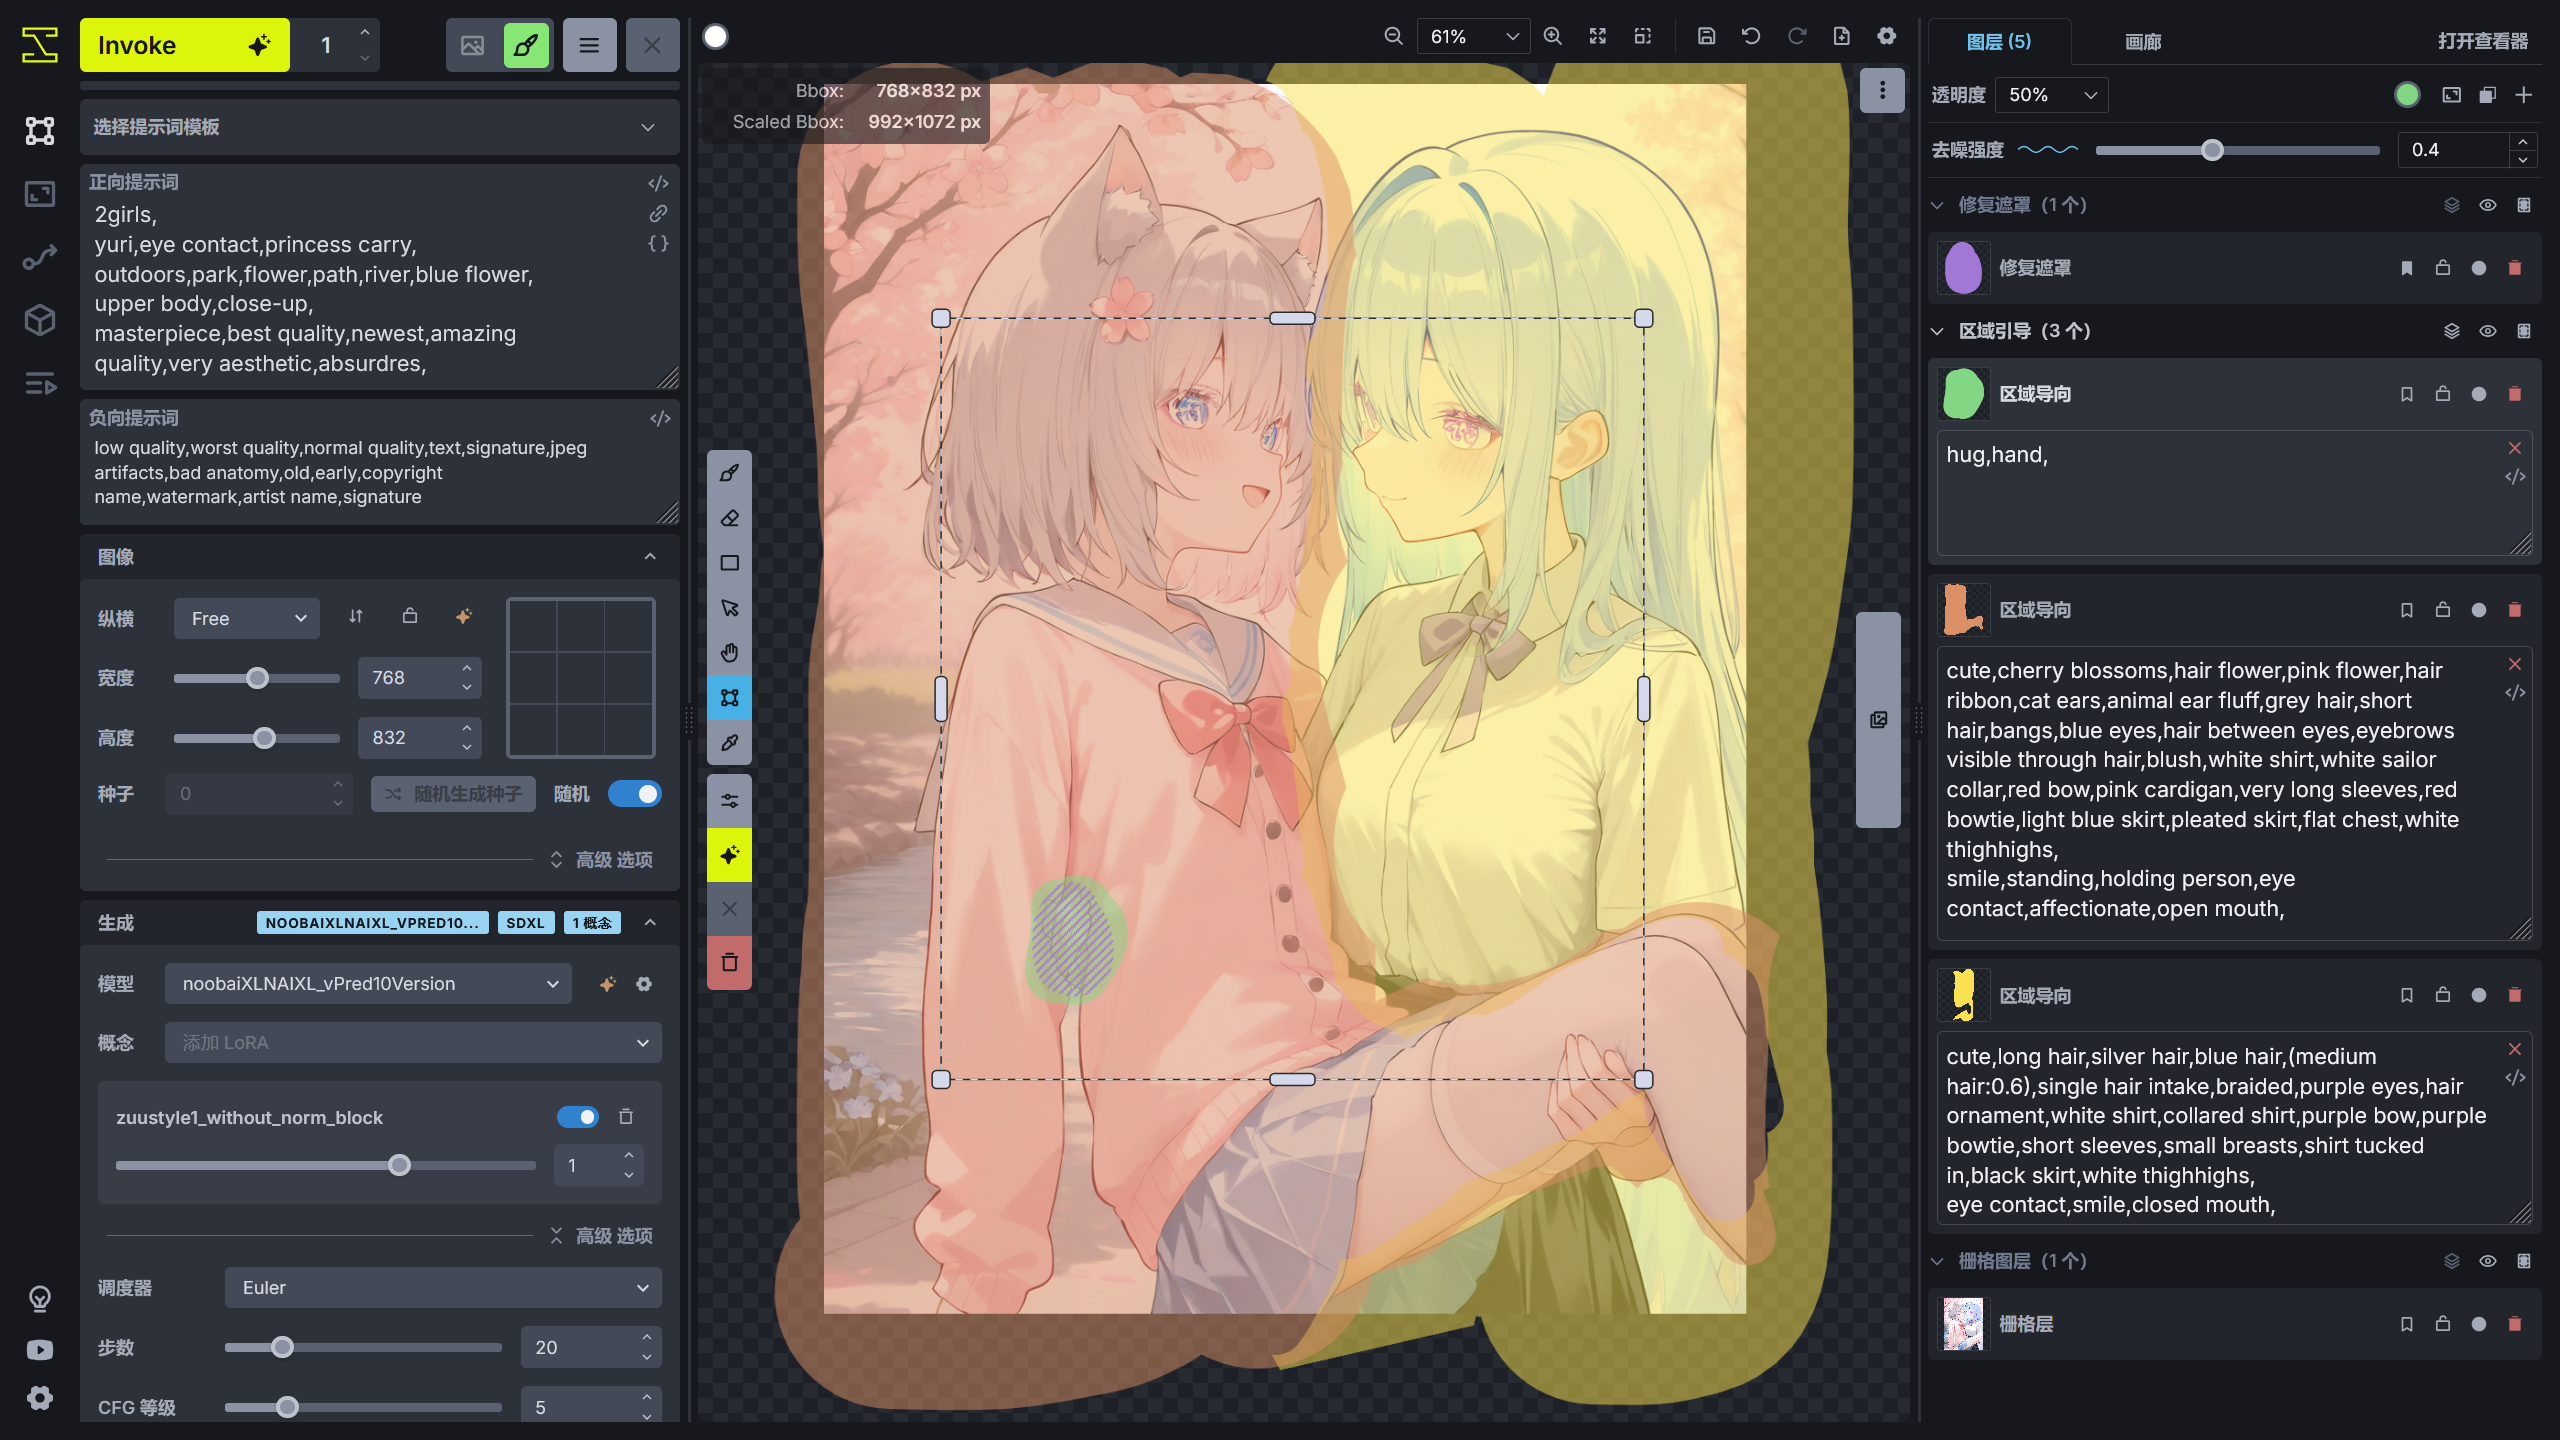 Invoke
1
选择提示词模板
正向提示词
2girls,
yuri,eye contact,princess carry,
outdoors,park,flower,path,river,blue flower,
upper body,close-up,
masterpiece,best quality,newest,amazing
quality,very aesthetic,absurdres,
负向提示词
low quality,worst quality,normal quality,text,signature,jpeg
artifacts,bad anatomy,old,early,copyright
name,watermark,artist name,signature
图像
纵横
Free
宽度
768
高度
832
种子
0
随机生成种子
随机
高级 选项
生成
NOOBAIXLNAIXL_VPRED10...
SDXL
1 概念
模型
noobaiXLNAIXL_vPred10Version
概念
添加 LoRA
zuustyle1_without_norm_block
1
高级 选项
调度器
Euler
步数
20
CFG 等级
5
61%
Bbox: 768×832 px
Scaled Bbox: 992×1072 px
图层 (5)
画廊
打开查看器
透明度
50%
去噪强度
0.4
修复遮罩 (1 个)
修复遮罩
区域引导 (3 个)
区域导向
hug,hand,
区域导向
cute,cherry blossoms,hair flower,pink flower,hair
ribbon,cat ears,animal ear fluff,grey hair,short
hair,bangs,blue eyes,hair between eyes,eyebrows
visible through hair,blush,white shirt,white sailor
collar,red bow,pink cardigan,very long sleeves,red
bowtie,light blue skirt,pleated skirt,flat chest,white
thighhighs,
smile,standing,holding person,eye
contact,affectionate,open mouth,
区域导向
cute,long hair,silver hair,blue hair,(medium
hair:0.6),single hair intake,braided,purple eyes,hair
ornament,white shirt,collared shirt,purple bow,purple
bowtie,short sleeves,small breasts,shirt tucked
in,black skirt,white thighhighs,
eye contact,smile,closed mouth,
栅格图层 (1 个)
栅格层